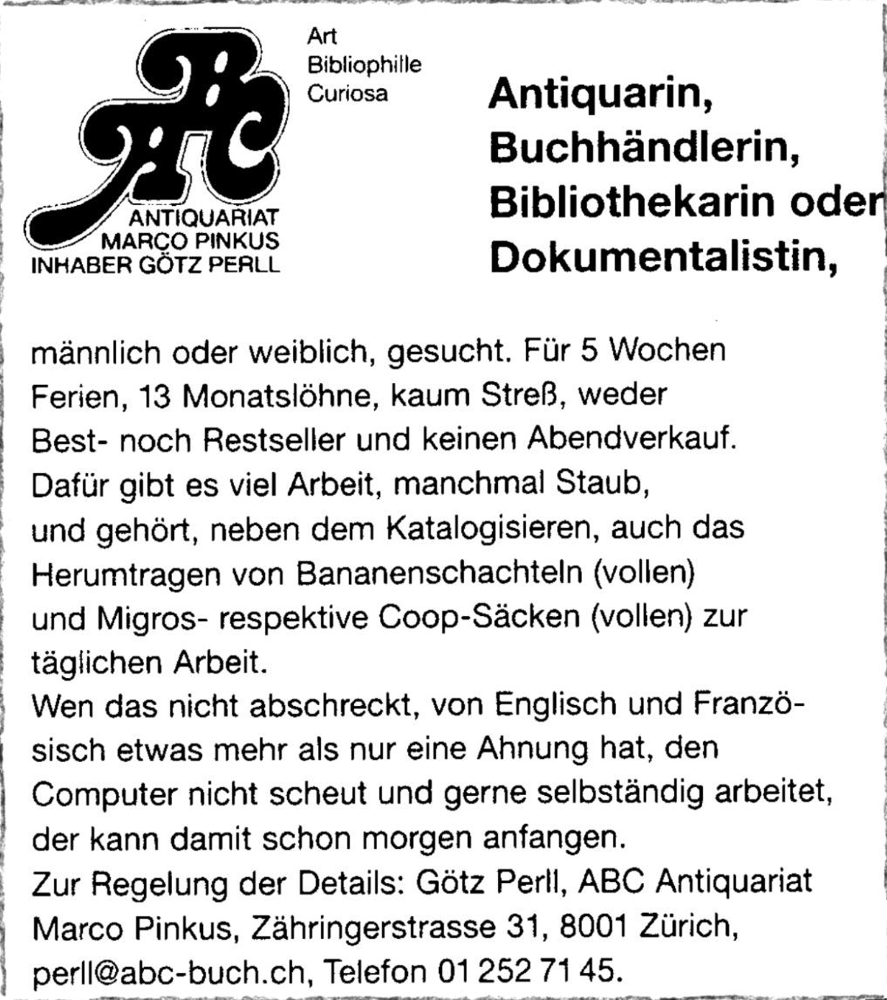 ABC
Art
Bibliophille
Curiosa
ANTIQUARIAT
MARCO PINKUS
INHABER GÖTZ PERLL
Antiquarin,
Buchhändlerin,
Bibliothekarin oder
Dokumentalistin,
männlich oder weiblich, gesucht. Für 5 Wochen
Ferien, 13 Monatslöhne, kaum Streß, weder
Best- noch Restseller und keinen Abendverkauf.
Dafür gibt es viel Arbeit, manchmal Staub,
und gehört, neben dem Katalogisieren, auch das
Herumtragen von Bananenschachteln (vollen)
und Migros- respektive Coop-Säcken (vollen) zur
täglichen Arbeit.
Wen das nicht abschreckt, von Englisch und Franzö-
sisch etwas mehr als nur eine Ahnung hat, den
Computer nicht scheut und gerne selbständig arbeitet,
der kann damit schon morgen anfangen.
Zur Regelung der Details: Götz Perll, ABC Antiquariat
Marco Pinkus, Zähringerstrasse 31, 8001 Zürich,
perll@abc-buch.ch, Telefon 01 252 71 45.